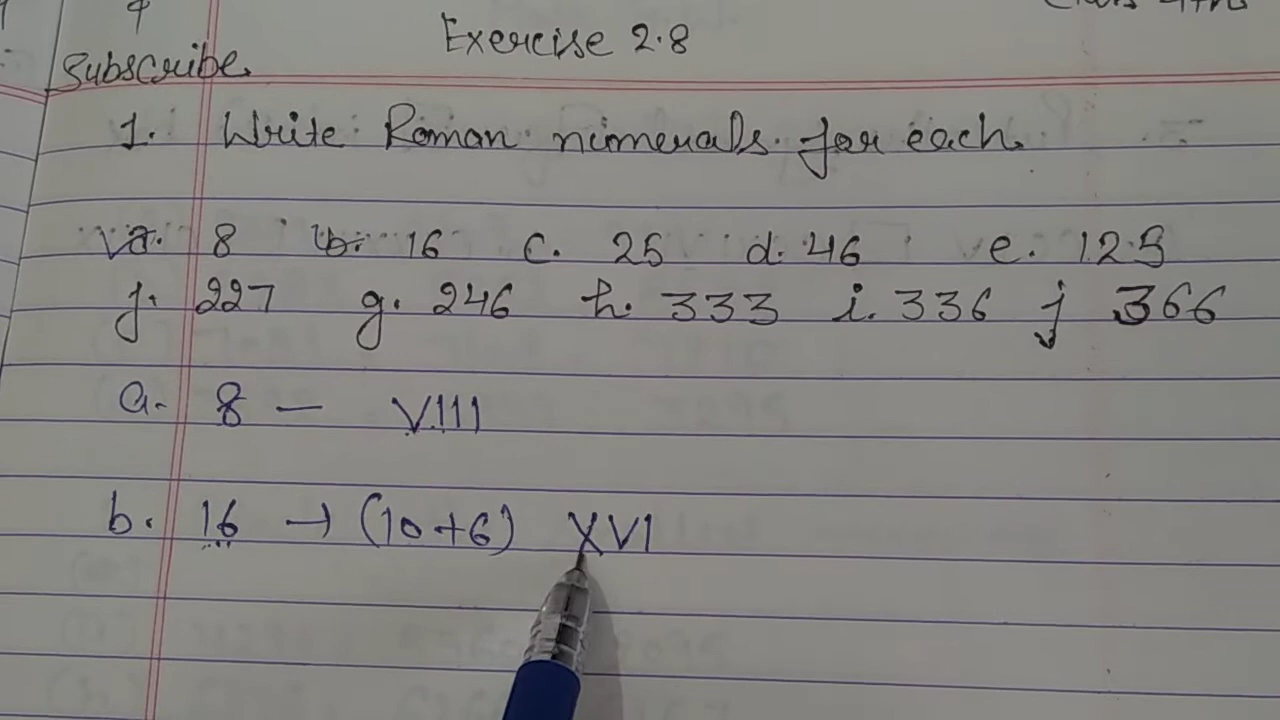 Exercise 2.8
Subscribe
1. Write Roman numerals for each.
a. 8 b. 16 c. 25 d. 46 e. 125
f. 227 g. 246 h. 333 i. 336 j 366
a. 8 — VIII
b. 16 → (10+6) XVI